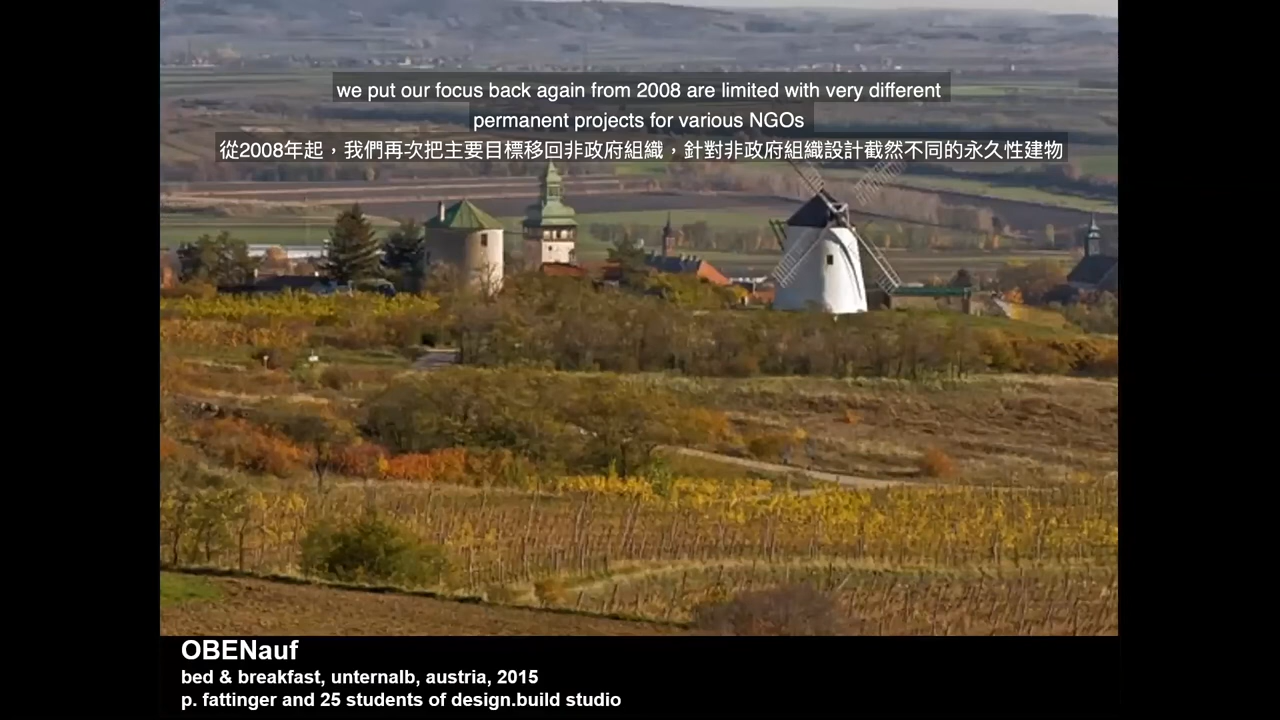 we put our focus back again from 2008 are limited with very different
permanent projects for various NGOs
從2008年起，我們再次把主要目標移回非政府組織，針對非政府組織設計截然不同的永久性建物
OBENauf
bed & breakfast, unternalb, austria, 2015
p. fattinger and 25 students of design.build studio